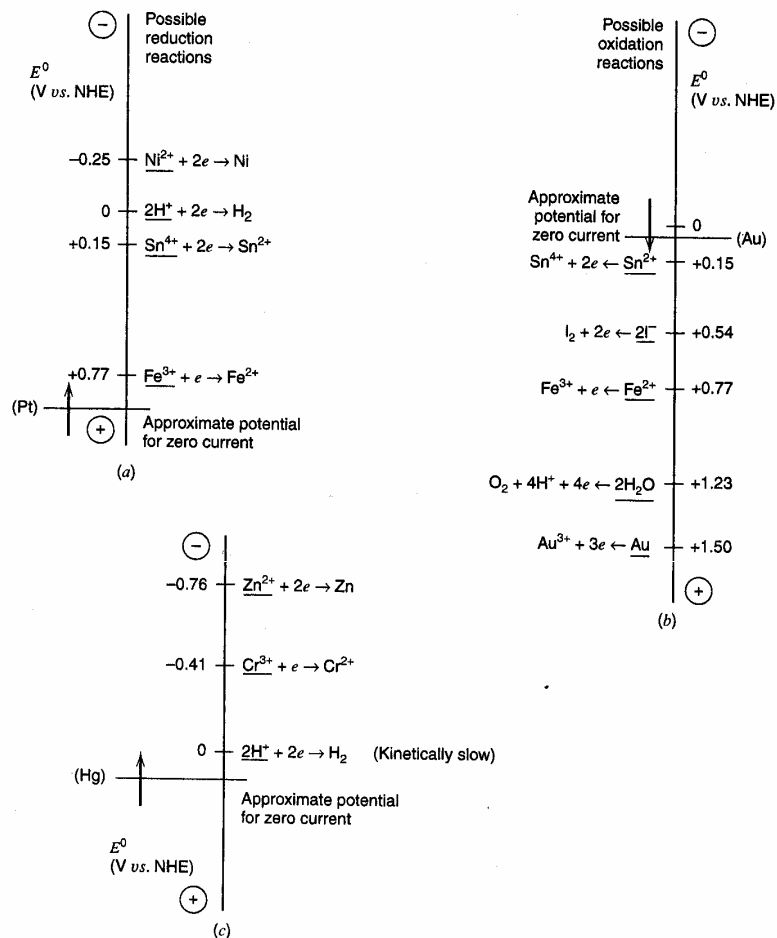 −
Possible
reduction
reactions
E⁰
(V vs. NHE)
−0.25 Ni²⁺ + 2e → Ni
0 2H⁺ + 2e → H₂
+0.15 Sn⁴⁺ + 2e → Sn²⁺
+0.77 Fe³⁺ + e → Fe²⁺
(Pt)
+
Approximate potential
for zero current
(a)
Possible
oxidation
reactions
−
E⁰
(V vs. NHE)
Approximate
potential for
zero current
0
(Au)
Sn⁴⁺ + 2e ← Sn²⁺ +0.15
I₂ + 2e ← 2I⁻ +0.54
Fe³⁺ + e ← Fe²⁺ +0.77
O₂ + 4H⁺ + 4e ← 2H₂O +1.23
Au³⁺ + 3e ← Au +1.50
+
(b)
−
−0.76 Zn²⁺ + 2e → Zn
−0.41 Cr³⁺ + e → Cr²⁺
0 2H⁺ + 2e → H₂ (Kinetically slow)
(Hg)
Approximate potential
for zero current
E⁰
(V vs. NHE)
+
(c)